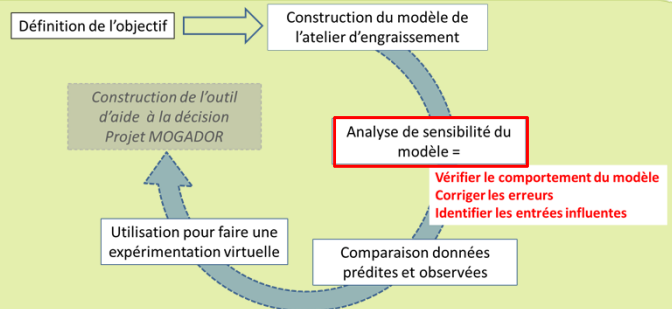 Définition de l'objectif
Construction du modèle de
l'atelier d'engraissement
Analyse de sensibilité du
modèle =
Vérifier le comportement du modèle
Corriger les erreurs
Identifier les entrées influentes
Comparaison données
prédites et observées
Utilisation pour faire une
expérimentation virtuelle
Construction de l'outil
d'aide à la décision
Projet MOGADOR